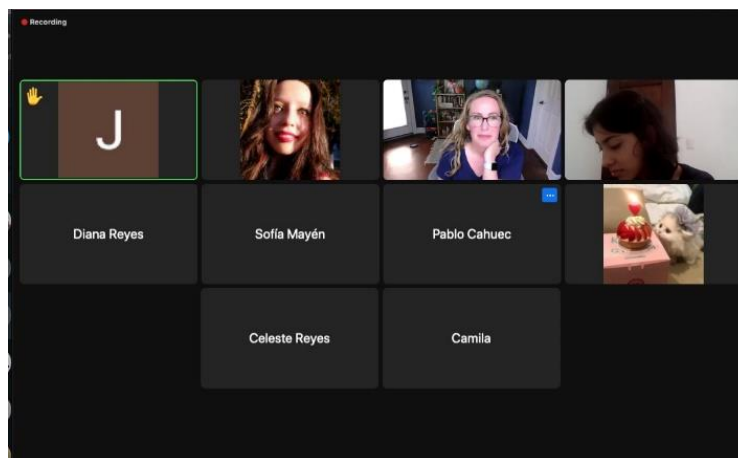 Recording
J
Diana Reyes
Sofía Mayén
Pablo Cahuec
Celeste Reyes
Camila